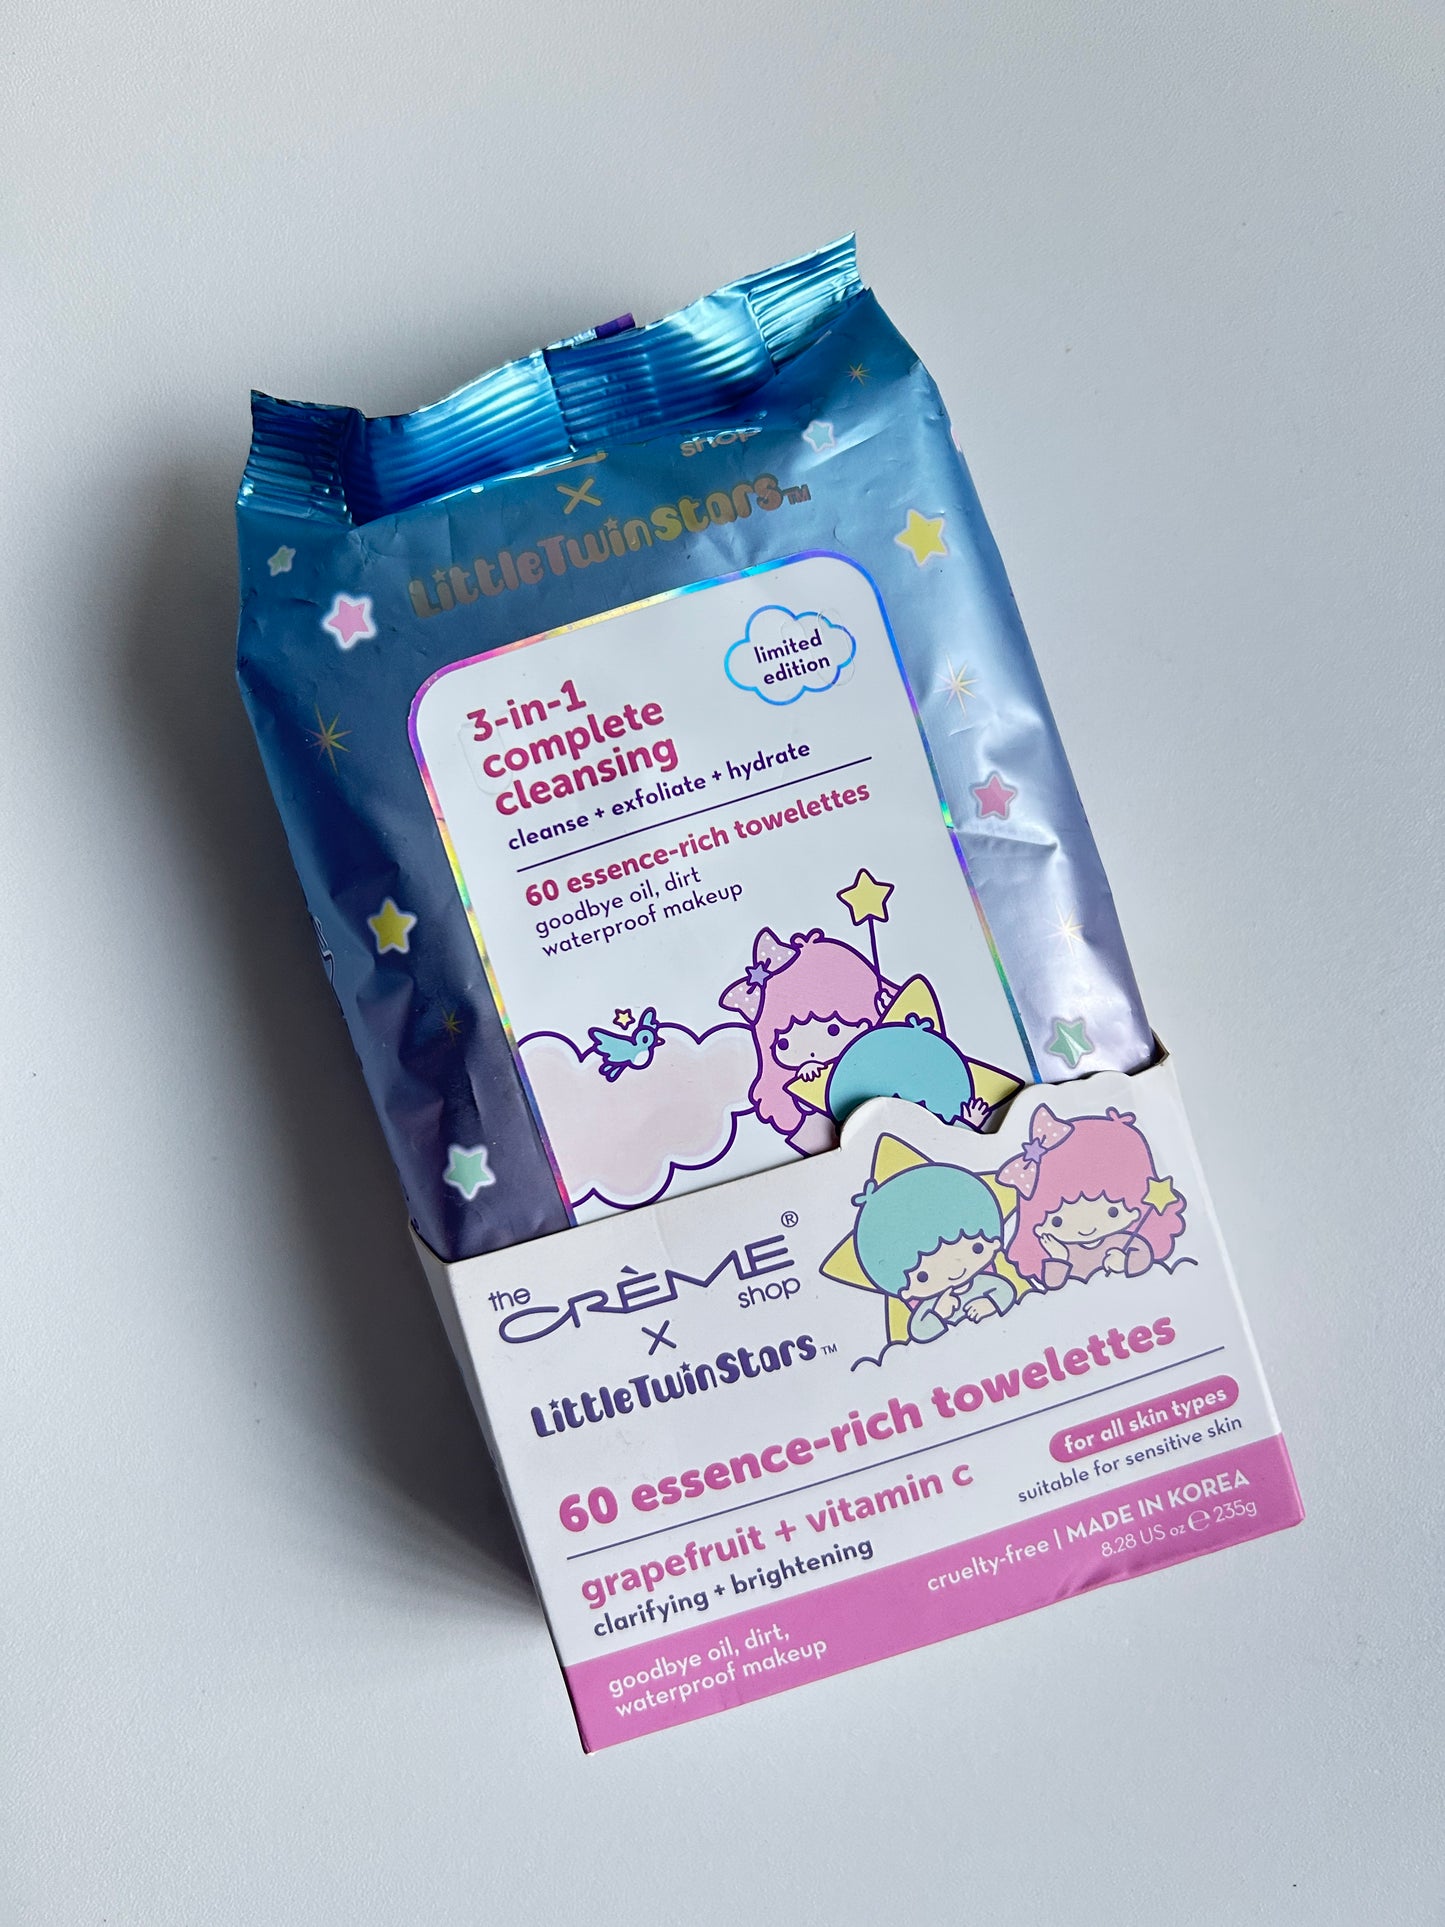 shop
X
LittleTwinStars™
limited
edition
3-in-1
complete
cleansing
cleanse + exfoliate + hydrate
60 essence-rich towelettes
goodbye oil, dirt
waterproof makeup
the CRÈME® shop
X
LittleTwinStars™
60 essence-rich towelettes
grapefruit + vitamin c
clarifying + brightening
for all skin types
suitable for sensitive skin
goodbye oil, dirt,
waterproof makeup
cruelty-free | MADE IN KOREA
8.28 US oz ℮ 235g